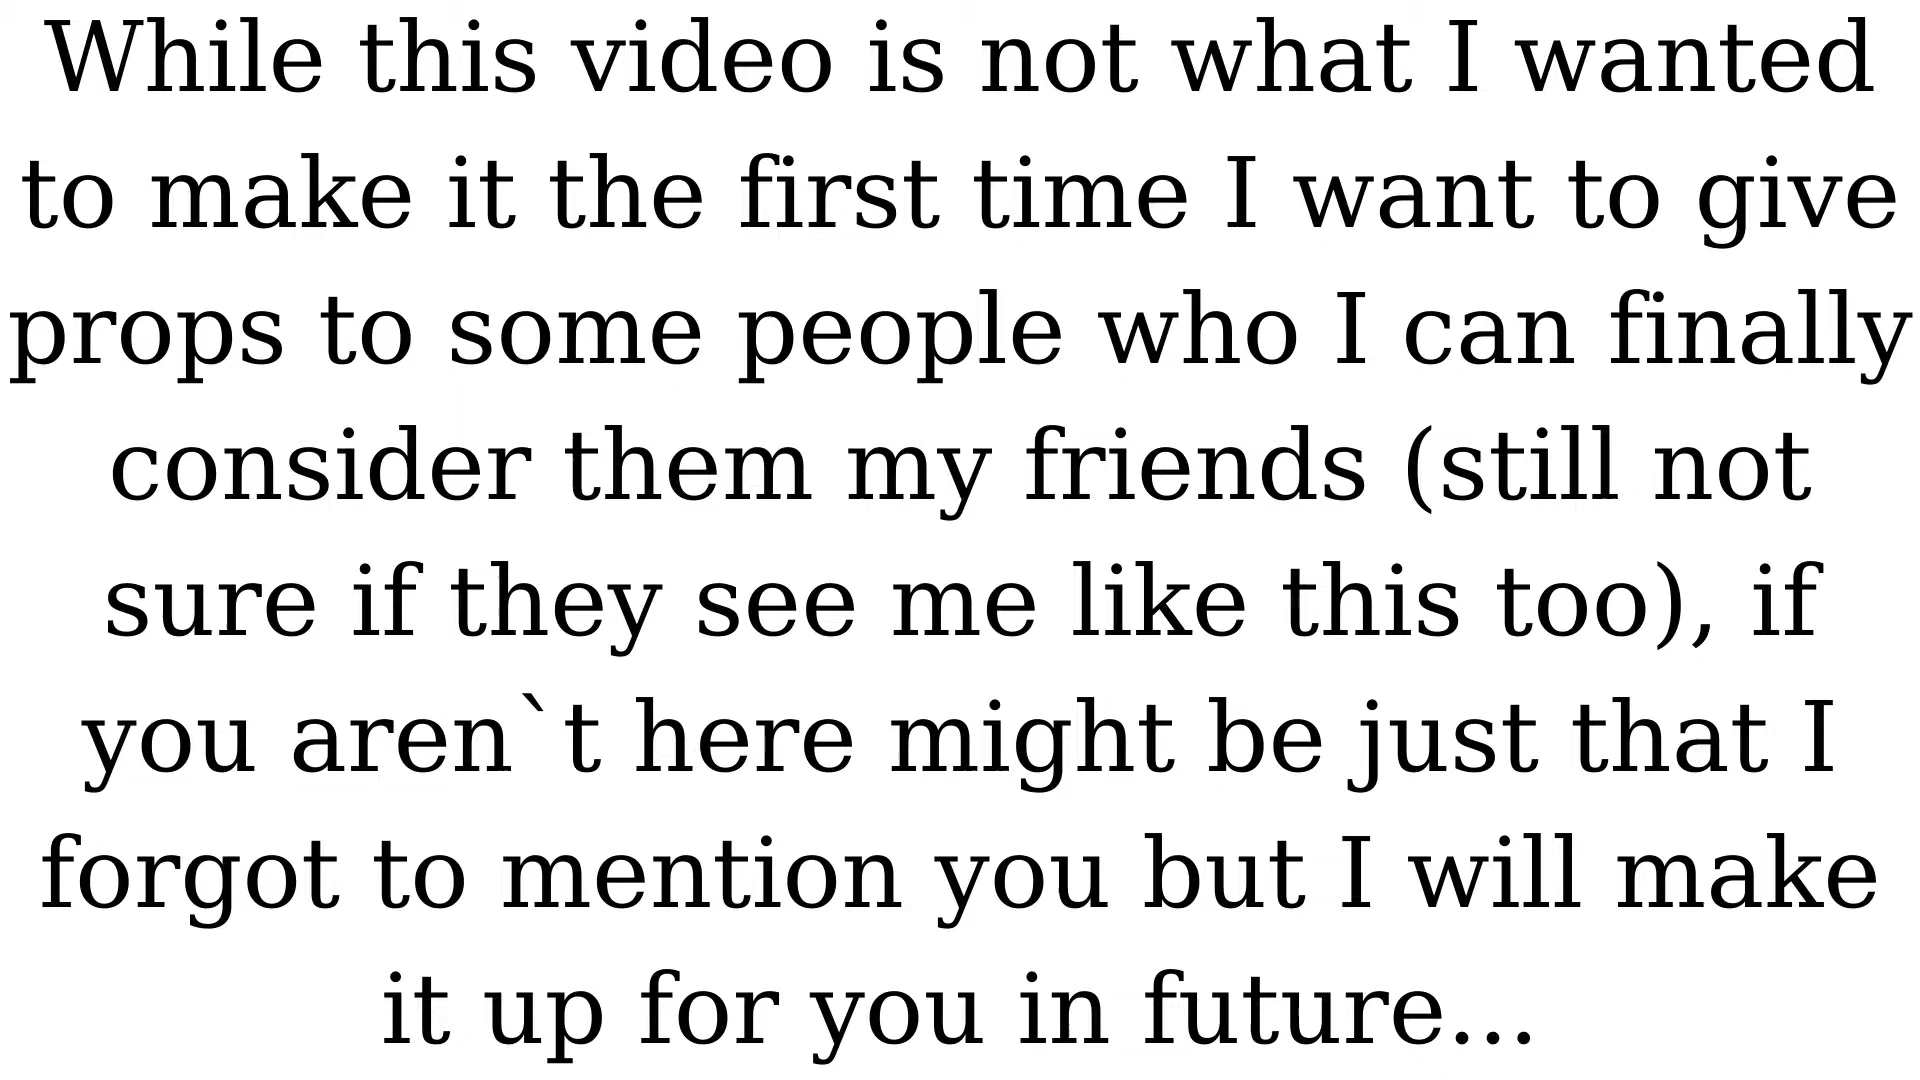 While this video is not what I wanted
to make it the first time I want to give
props to some people who I can finally
consider them my friends (still not
sure if they see me like this too), if
you aren`t here might be just that I
forgot to mention you but I will make
it up for you in future...